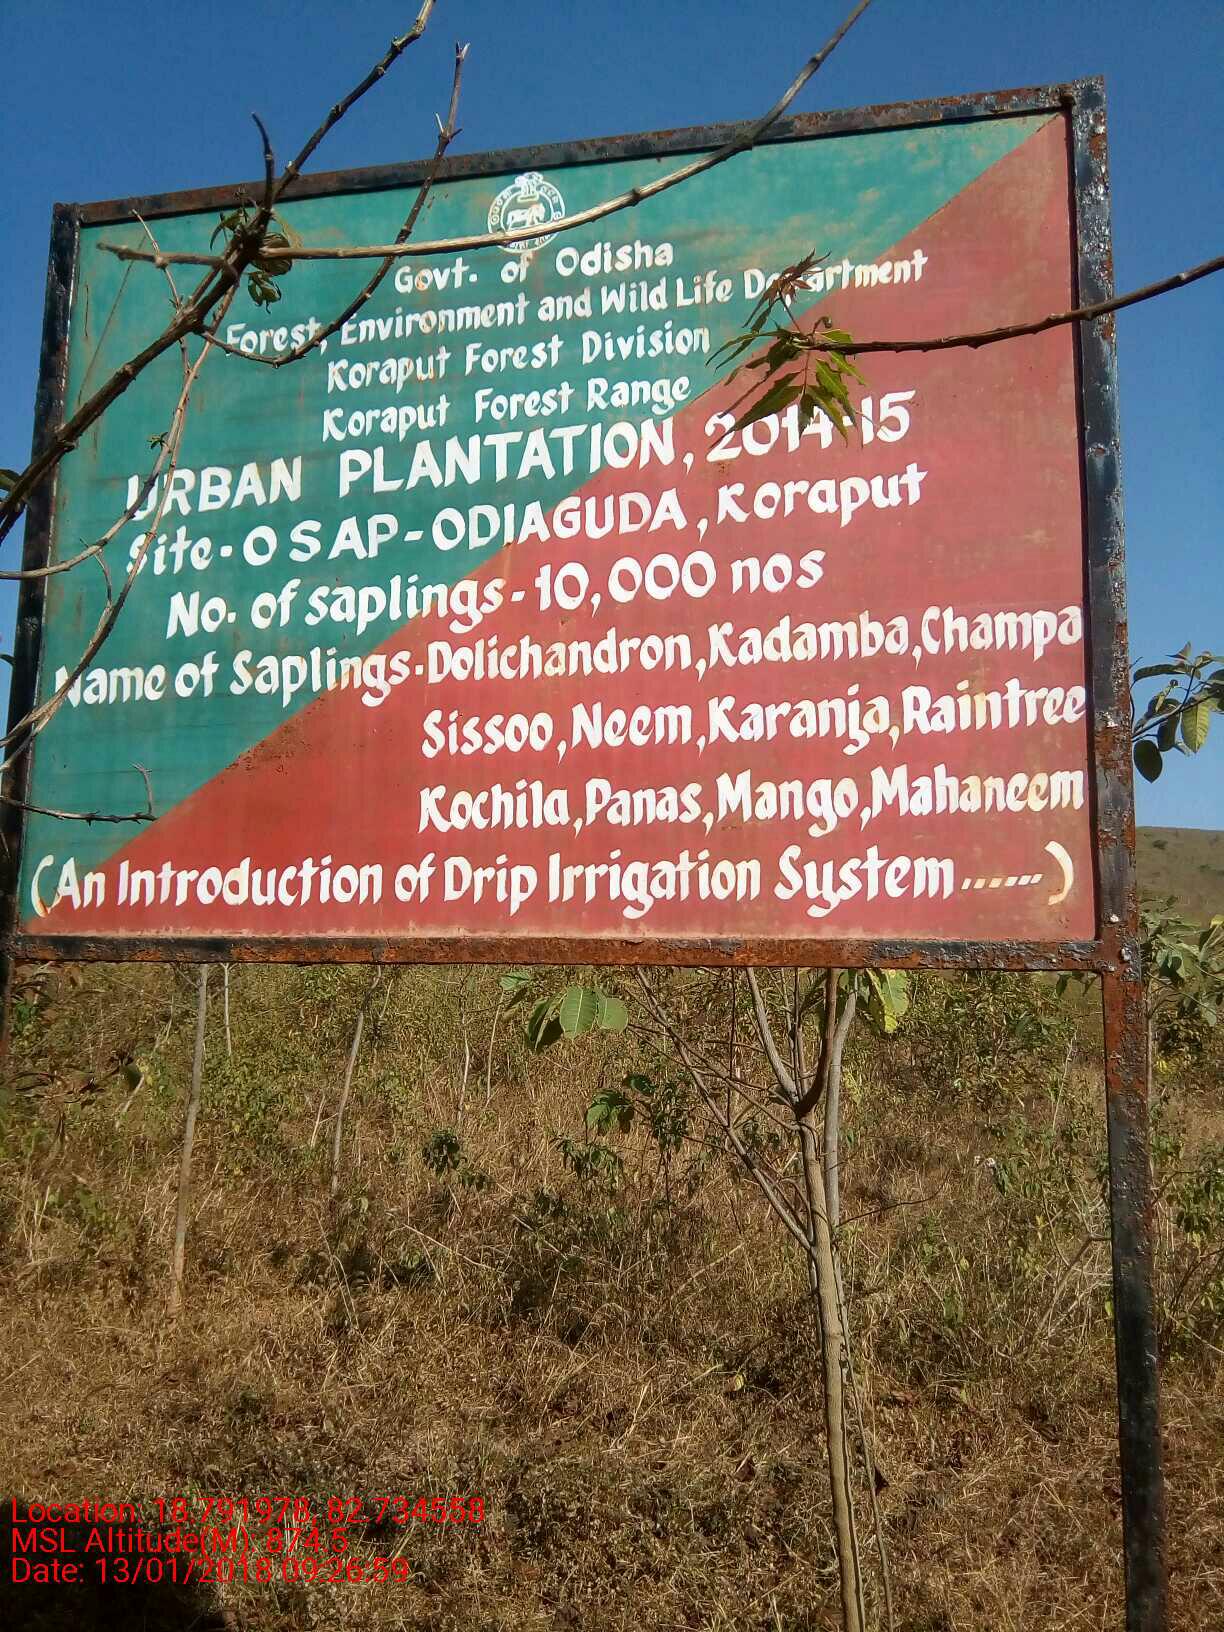 Govt. of Odisha
Forest, Environment and Wild Life Department
Koraput Forest Division
Koraput Forest Range
URBAN PLANTATION, 2014-15
Site-OSAP-ODIAGUDA, Koraput
No. of saplings-10,000 nos
Name of Saplings-Dolichandron,Kadamba,Champa
Sissoo,Neem,Karanja,Raintree
Kochila,Panas,Mango,Mahaneem
(An Introduction of Drip Irrigation System......)
Location: 18.791978, 82.734558
MSL Altitude(M): 874.5
Date: 13/01/2018 09:26:59